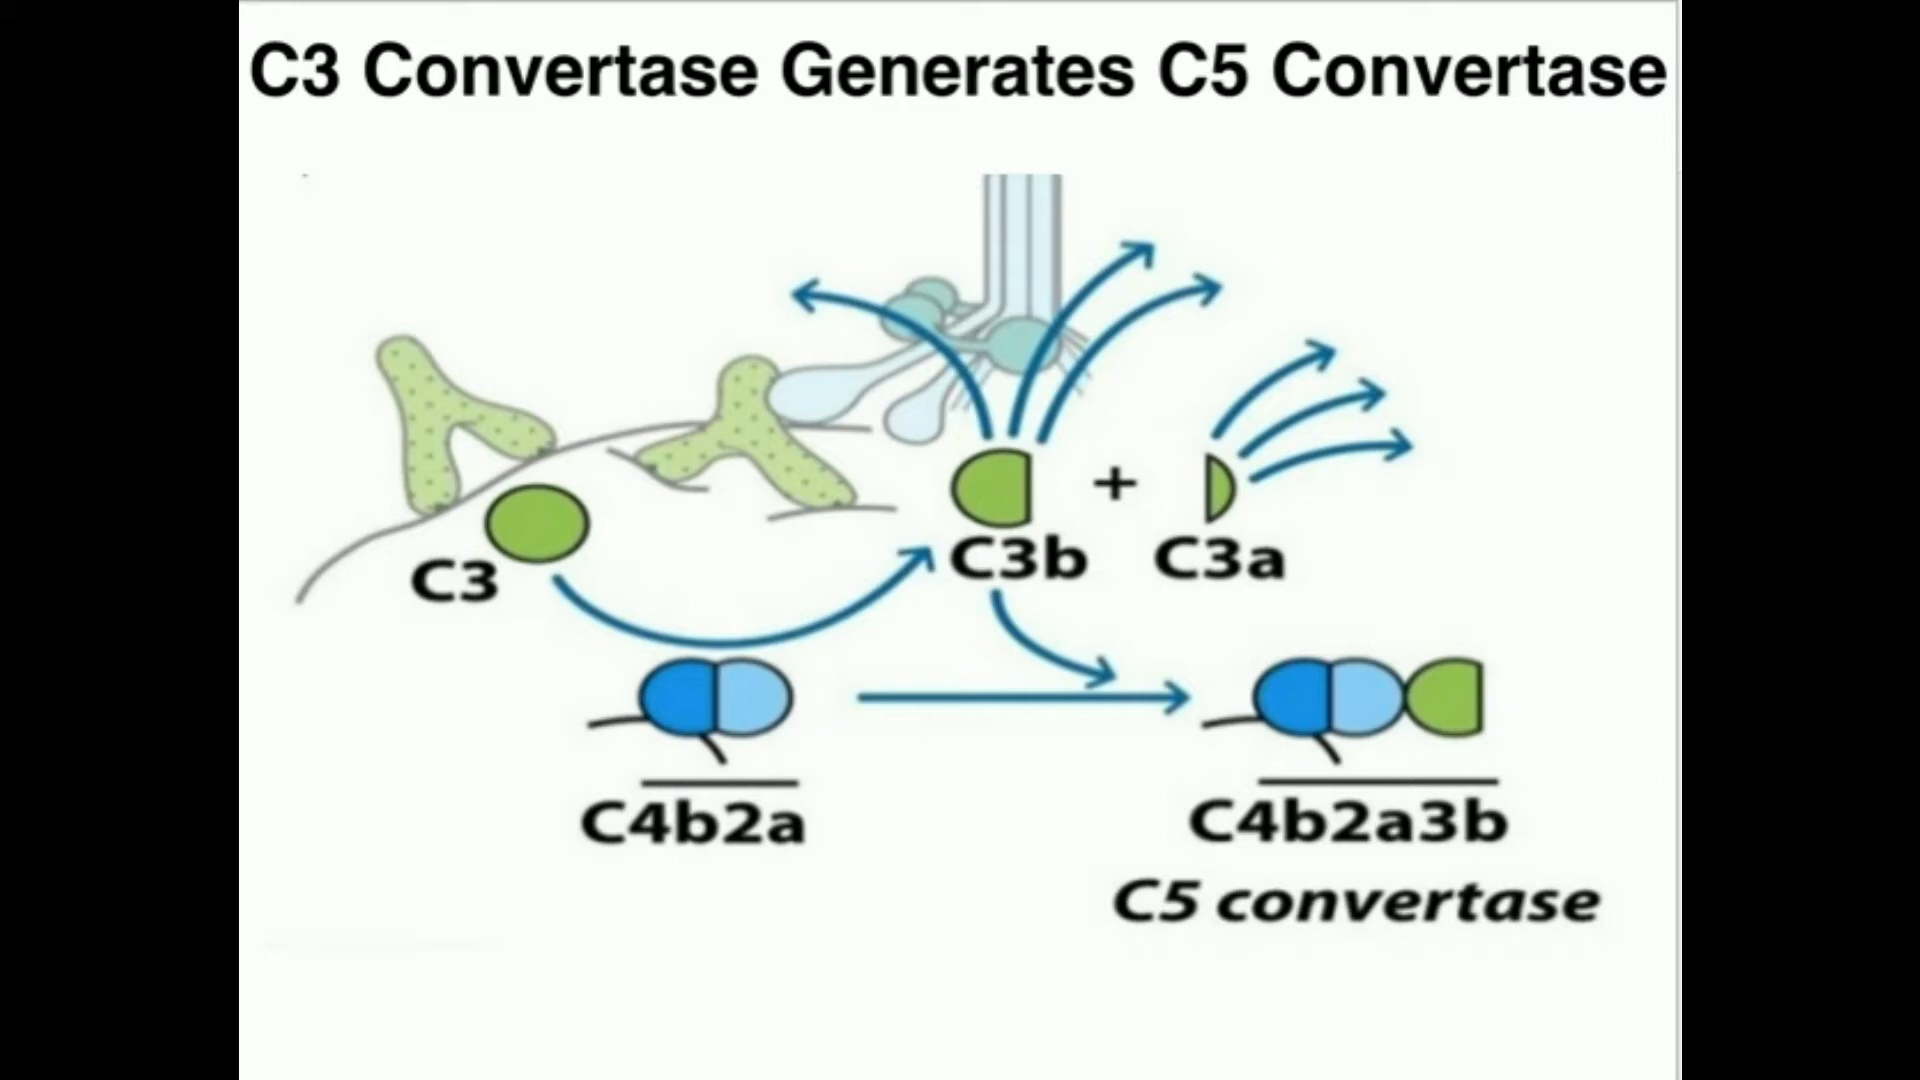 C3 Convertase Generates C5 Convertase
+
C3b
C3a
C3
C4b2a
C4b2a3b
C5 convertase